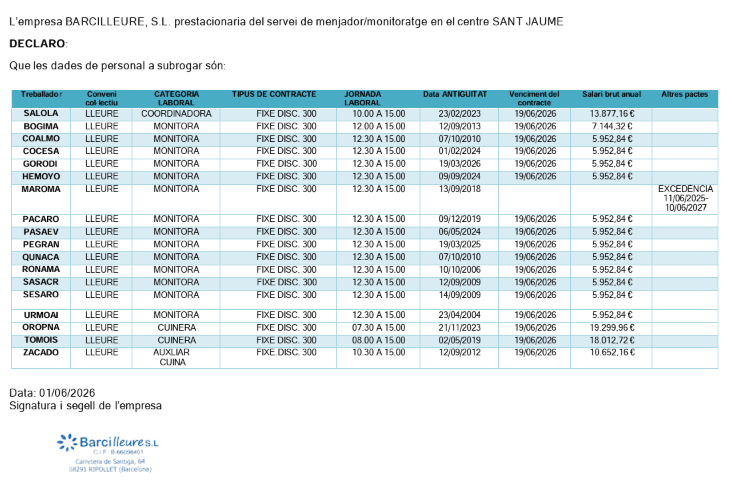 L'empresa BARCILLEURE, S.L. prestacionaria del servei de menjador/monitoratge en el centre SANT JAUME
DECLARO:
Que les dades de personal a subrogar són:
Treballador Conveni col·lectiu CATEGORIA LABORAL TIPUS DE CONTRACTE JORNADA LABORAL Data ANTIGUITAT Venciment del contracte Salari brut anual Altres pactes
SALOLA LLEURE COORDINADORA FIXE DISC. 300 10.00 A 15.00 23/02/2023 19/06/2026 13.877,16 €
BOGIMA LLEURE MONITORA FIXE DISC. 300 12.00 A 15.00 12/09/2013 19/06/2026 7.144,32 €
COALMO LLEURE MONITORA FIXE DISC. 300 12.30 A 15.00 07/10/2010 19/06/2026 5.952,84 €
COCESA LLEURE MONITORA FIXE DISC. 300 12.30 A 15.00 01/02/2024 19/06/2026 5.952,84 €
GORODI LLEURE MONITORA FIXE DISC. 300 12.30 A 15.00 19/03/2026 19/06/2026 5.952,84 €
HEMOYO LLEURE MONITORA FIXE DISC. 300 12.30 A 15.00 09/09/2024 19/06/2026 5.952,84 €
MAROMA LLEURE MONITORA FIXE DISC. 300 12.30 A 15.00 13/09/2018 EXCEDENCIA
11/06/2025-
10/06/2027
PACARO LLEURE MONITORA FIXE DISC. 300 12.30 A 15.00 09/12/2019 19/06/2026 5.952,84 €
PASAEV LLEURE MONITORA FIXE DISC. 300 12.30 A 15.00 06/05/2024 19/06/2026 5.952,84 €
PEGRAN LLEURE MONITORA FIXE DISC. 300 12.30 A 15.00 19/03/2025 19/06/2026 5.952,84 €
QUNACA LLEURE MONITORA FIXE DISC. 300 12.30 A 15.00 07/10/2010 19/06/2026 5.952,84 €
RONAMA LLEURE MONITORA FIXE DISC. 300 12.30 A 15.00 10/10/2006 19/06/2026 5.952,84 €
SASACR LLEURE MONITORA FIXE DISC. 300 12.30 A 15.00 12/09/2009 19/06/2026 5.952,84 €
SESARO LLEURE MONITORA FIXE DISC. 300 12.30 A 15.00 14/09/2009 19/06/2026 5.952,84 €
URMOAI LLEURE MONITORA FIXE DISC. 300 12.30 A 15.00 23/04/2004 19/06/2026 5.952,84 €
OROPNA LLEURE CUINERA FIXE DISC. 300 07.30 A 15.00 21/11/2023 19/06/2026 19.299,96 €
TOMOIS LLEURE CUINERA FIXE DISC. 300 08.00 A 15.00 02/05/2019 19/06/2026 18.012,72 €
ZACADO LLEURE AUXLIAR CUINA FIXE.DISC. 300 10.30 A 15.00 12/09/2012 19/06/2026 10.652,16 €
Data: 01/06/2026
Signatura i segell de l'empresa
Barcilleure S.L
C.I.F.: B-66098401
Carretera de Santiga, 64
08291 RIPOLLET (Barcelona)